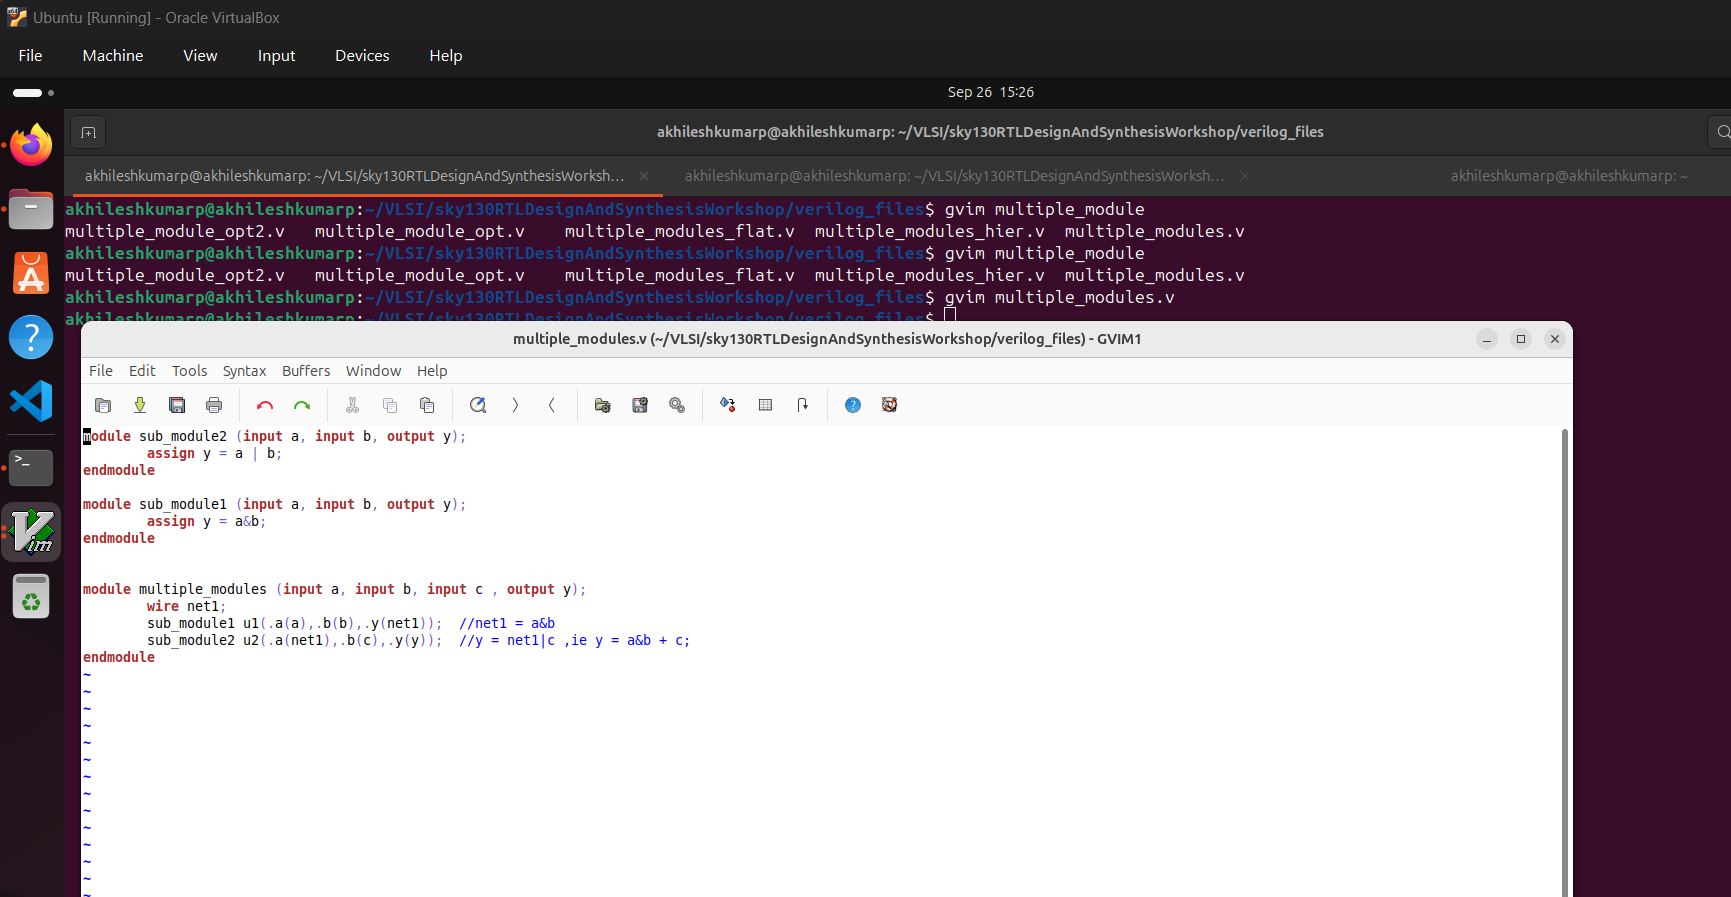 Ubuntu [Running] - Oracle VirtualBox
File Machine View Input Devices Help
Sep 26 15:26
akhileshkumarp@akhileshkumarp: ~/VLSI/sky130RTLDesignAndSynthesisWorkshop/verilog_files
akhileshkumarp@akhileshkumarp: ~/VLSI/sky130RTLDesignAndSynthesisWorksh... × akhileshkumarp@akhileshkumarp: ~/VLSI/sky130RTLDesignAndSynthesisWorksh... × akhileshkumarp@akhileshkumarp: ~
akhileshkumarp@akhileshkumarp:~/VLSI/sky130RTLDesignAndSynthesisWorkshop/verilog_files$ gvim multiple_module
multiple_module_opt2.v multiple_module_opt.v multiple_modules_flat.v multiple_modules_hier.v multiple_modules.v
akhileshkumarp@akhileshkumarp:~/VLSI/sky130RTLDesignAndSynthesisWorkshop/verilog_files$ gvim multiple_module
multiple_module_opt2.v multiple_module_opt.v multiple_modules_flat.v multiple_modules_hier.v multiple_modules.v
akhileshkumarp@akhileshkumarp:~/VLSI/sky130RTLDesignAndSynthesisWorkshop/verilog_files$ gvim multiple_modules.v
akhileshkumarp@akhileshkumarp:~/VLSI/sky130RTLDesignAndSynthesisWorkshop/verilog_files$
multiple_modules.v (~/VLSI/sky130RTLDesignAndSynthesisWorkshop/verilog_files) - GVIM1
File Edit Tools Syntax Buffers Window Help
module sub_module2 (input a, input b, output y);
assign y = a | b;
endmodule
module sub_module1 (input a, input b, output y);
assign y = a&b;
endmodule
module multiple_modules (input a, input b, input c , output y);
wire net1;
sub_module1 u1(.a(a),.b(b),.y(net1)); //net1 = a&b
sub_module2 u2(.a(net1),.b(c),.y(y)); //y = net1|c ,ie y = a&b + c;
endmodule
~
~
~
~
~
~
~
~
~
~
~
~
~
~